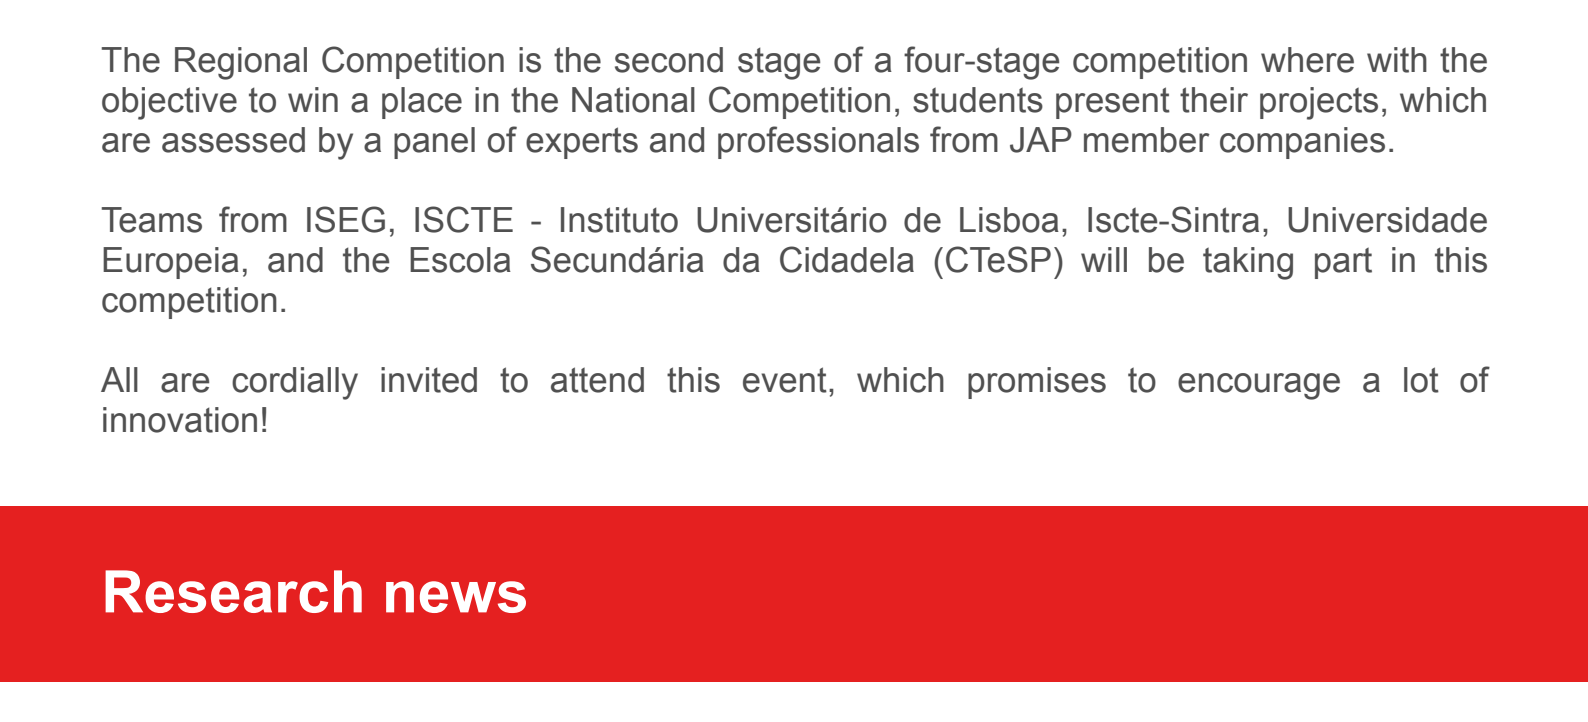 The Regional Competition is the second stage of a four-stage competition where with the
objective to win a place in the National Competition, students present their projects, which
are assessed by a panel of experts and professionals from JAP member companies.
Teams from ISEG, ISCTE - Instituto Universitário de Lisboa, Iscte-Sintra, Universidade
Europeia, and the Escola Secundária da Cidadela (CTeSP) will be taking part in this
competition.
All are cordially invited to attend this event, which promises to encourage a lot of
innovation!
Research news